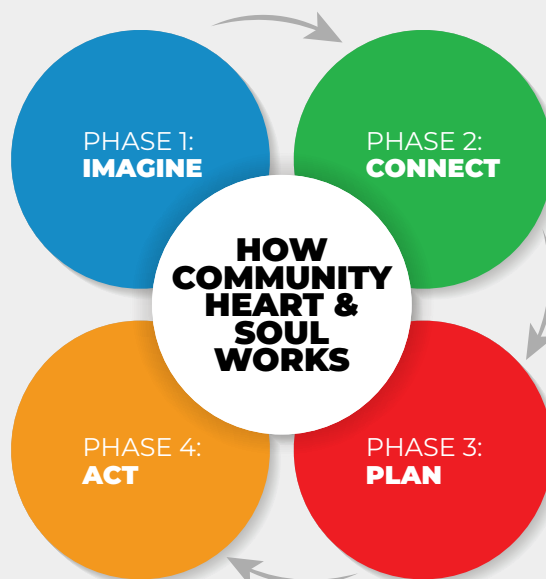 PHASE 1:
IMAGINE
PHASE 2:
CONNECT
HOW
COMMUNITY
HEART &
SOUL
WORKS
PHASE 4:
ACT
PHASE 3:
PLAN